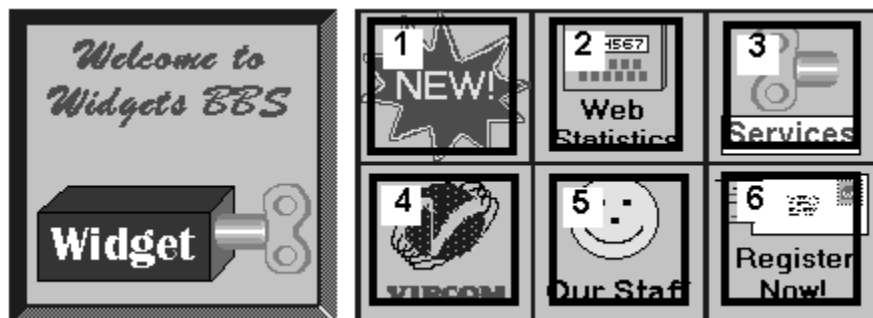 Welcome to
Widgets BBS
Widget
1
NEW!
2
Web
Statistics
3
Services
4
VIRCOM
5
Our Staff
6
Register
Now!